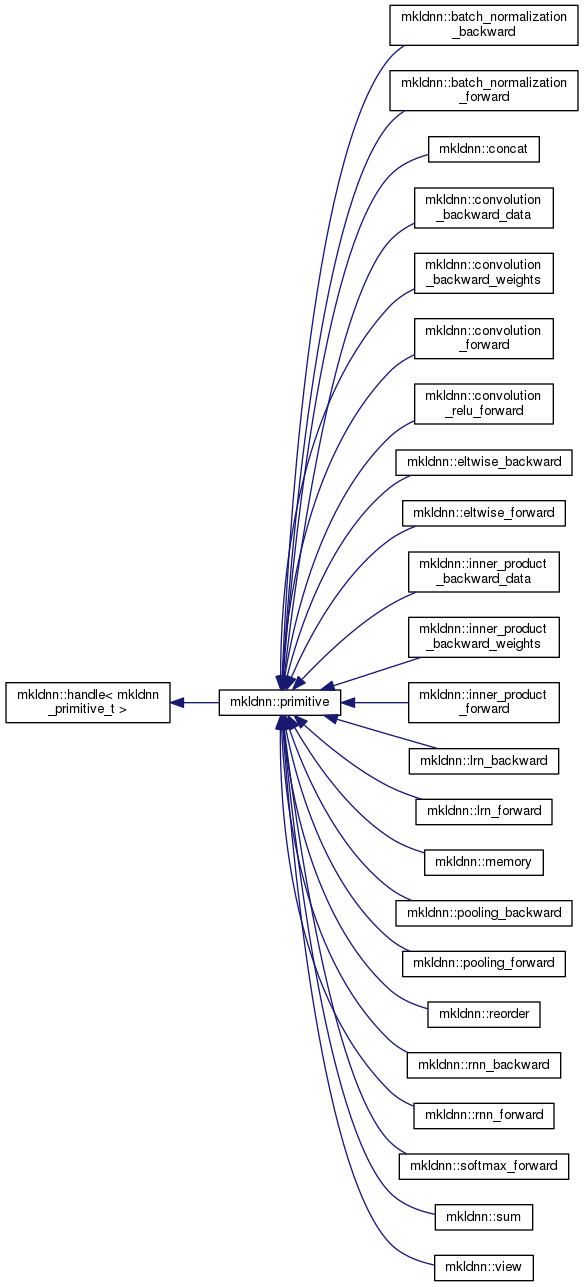 mkldnn::batch_normalization
_backward
mkldnn::batch_normalization
_forward
mkldnn::concat
mkldnn::convolution
_backward_data
mkldnn::convolution
_backward_weights
mkldnn::convolution
_forward
mkldnn::convolution
_relu_forward
mkldnn::eltwise_backward
mkldnn::eltwise_forward
mkldnn::inner_product
_backward_data
mkldnn::inner_product
_backward_weights
mkldnn::handle< mkldnn
_primitive_t >
mkldnn::primitive
mkldnn::inner_product
_forward
mkldnn::lrn_backward
mkldnn::lrn_forward
mkldnn::memory
mkldnn::pooling_backward
mkldnn::pooling_forward
mkldnn::reorder
mkldnn::rnn_backward
mkldnn::rnn_forward
mkldnn::softmax_forward
mkldnn::sum
mkldnn::view